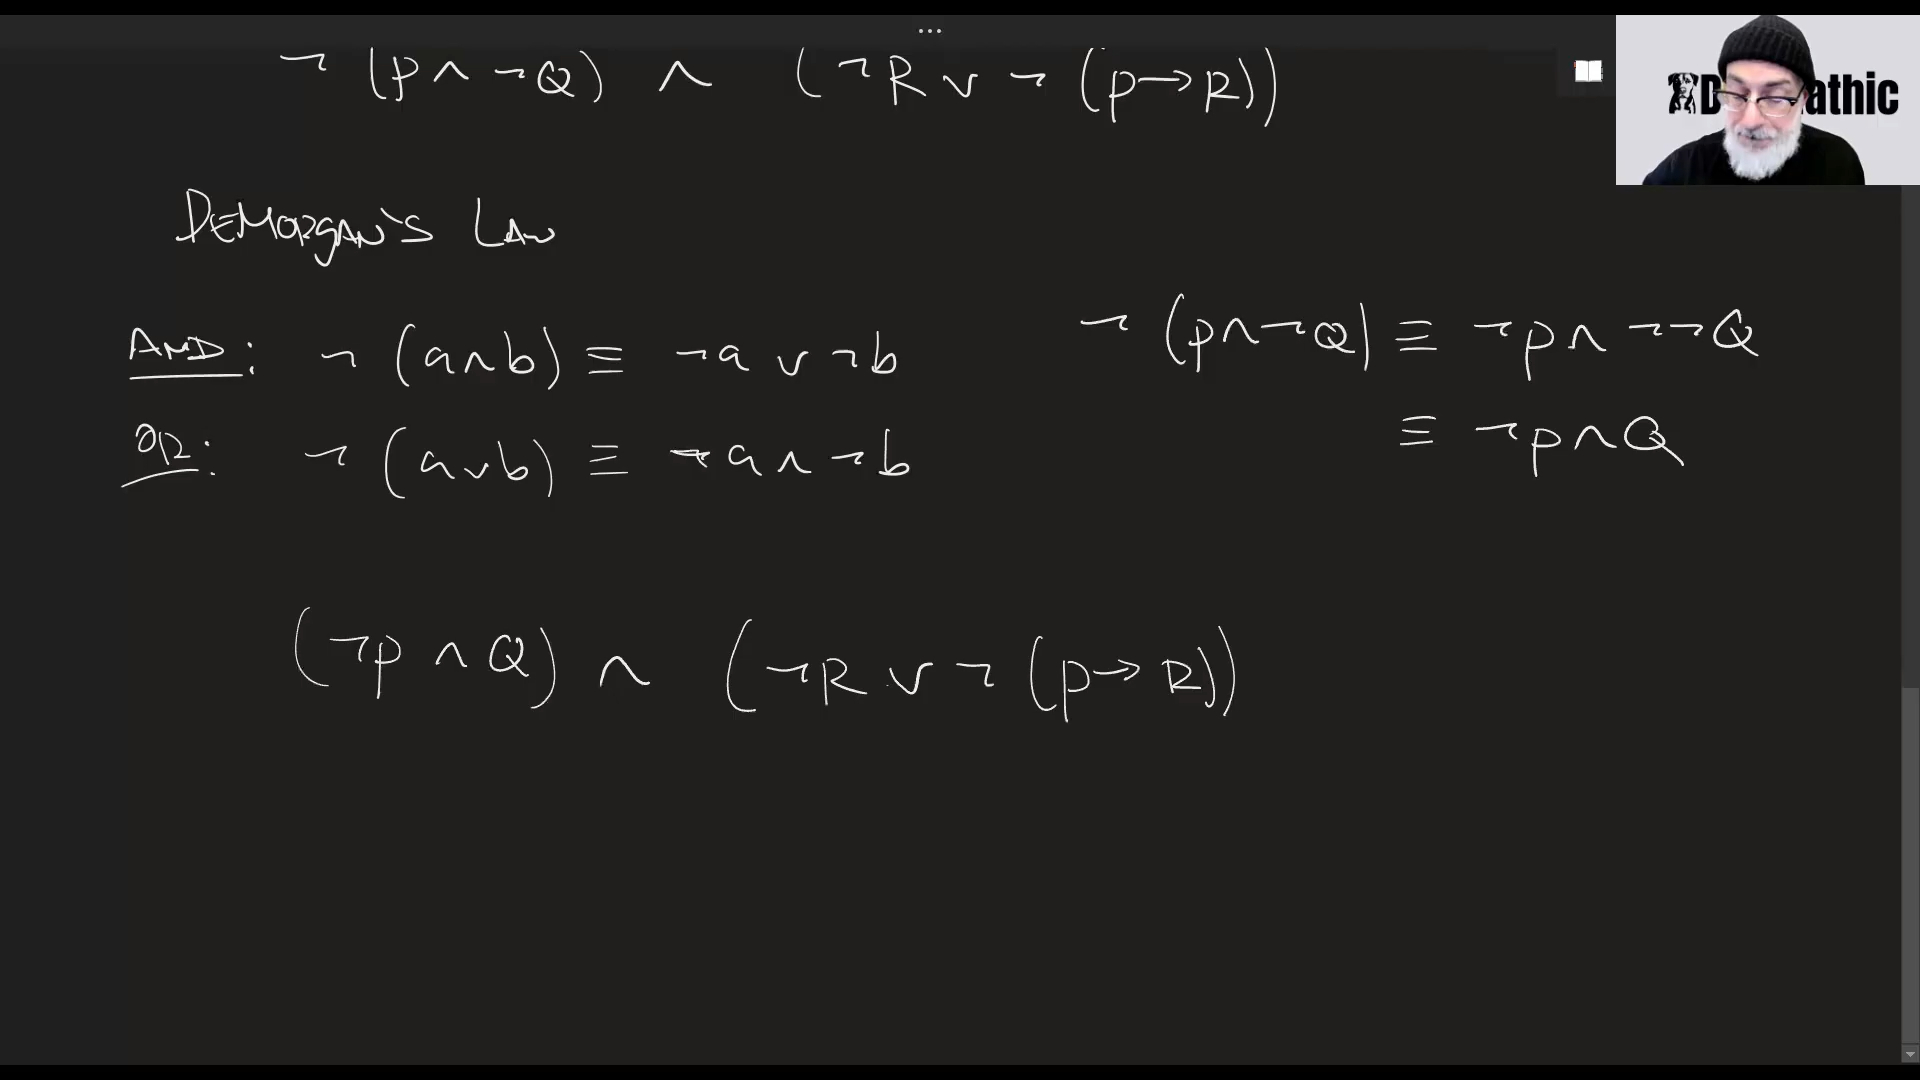 ¬ (P ∧ ¬Q) ∧ (¬R ∨ ¬ (P → R))
DEMORGAN'S LAW
AND: ¬ (a ∧ b) ≡ ¬a ∨ ¬b
¬ (P ∧ ¬Q) ≡ ¬P ∧ ¬¬Q
OR: ¬ (a ∨ b) ≡ ¬a ∧ ¬b
≡ ¬P ∧ Q
(¬P ∧ Q) ∧ (¬R ∨ ¬ (P → R))